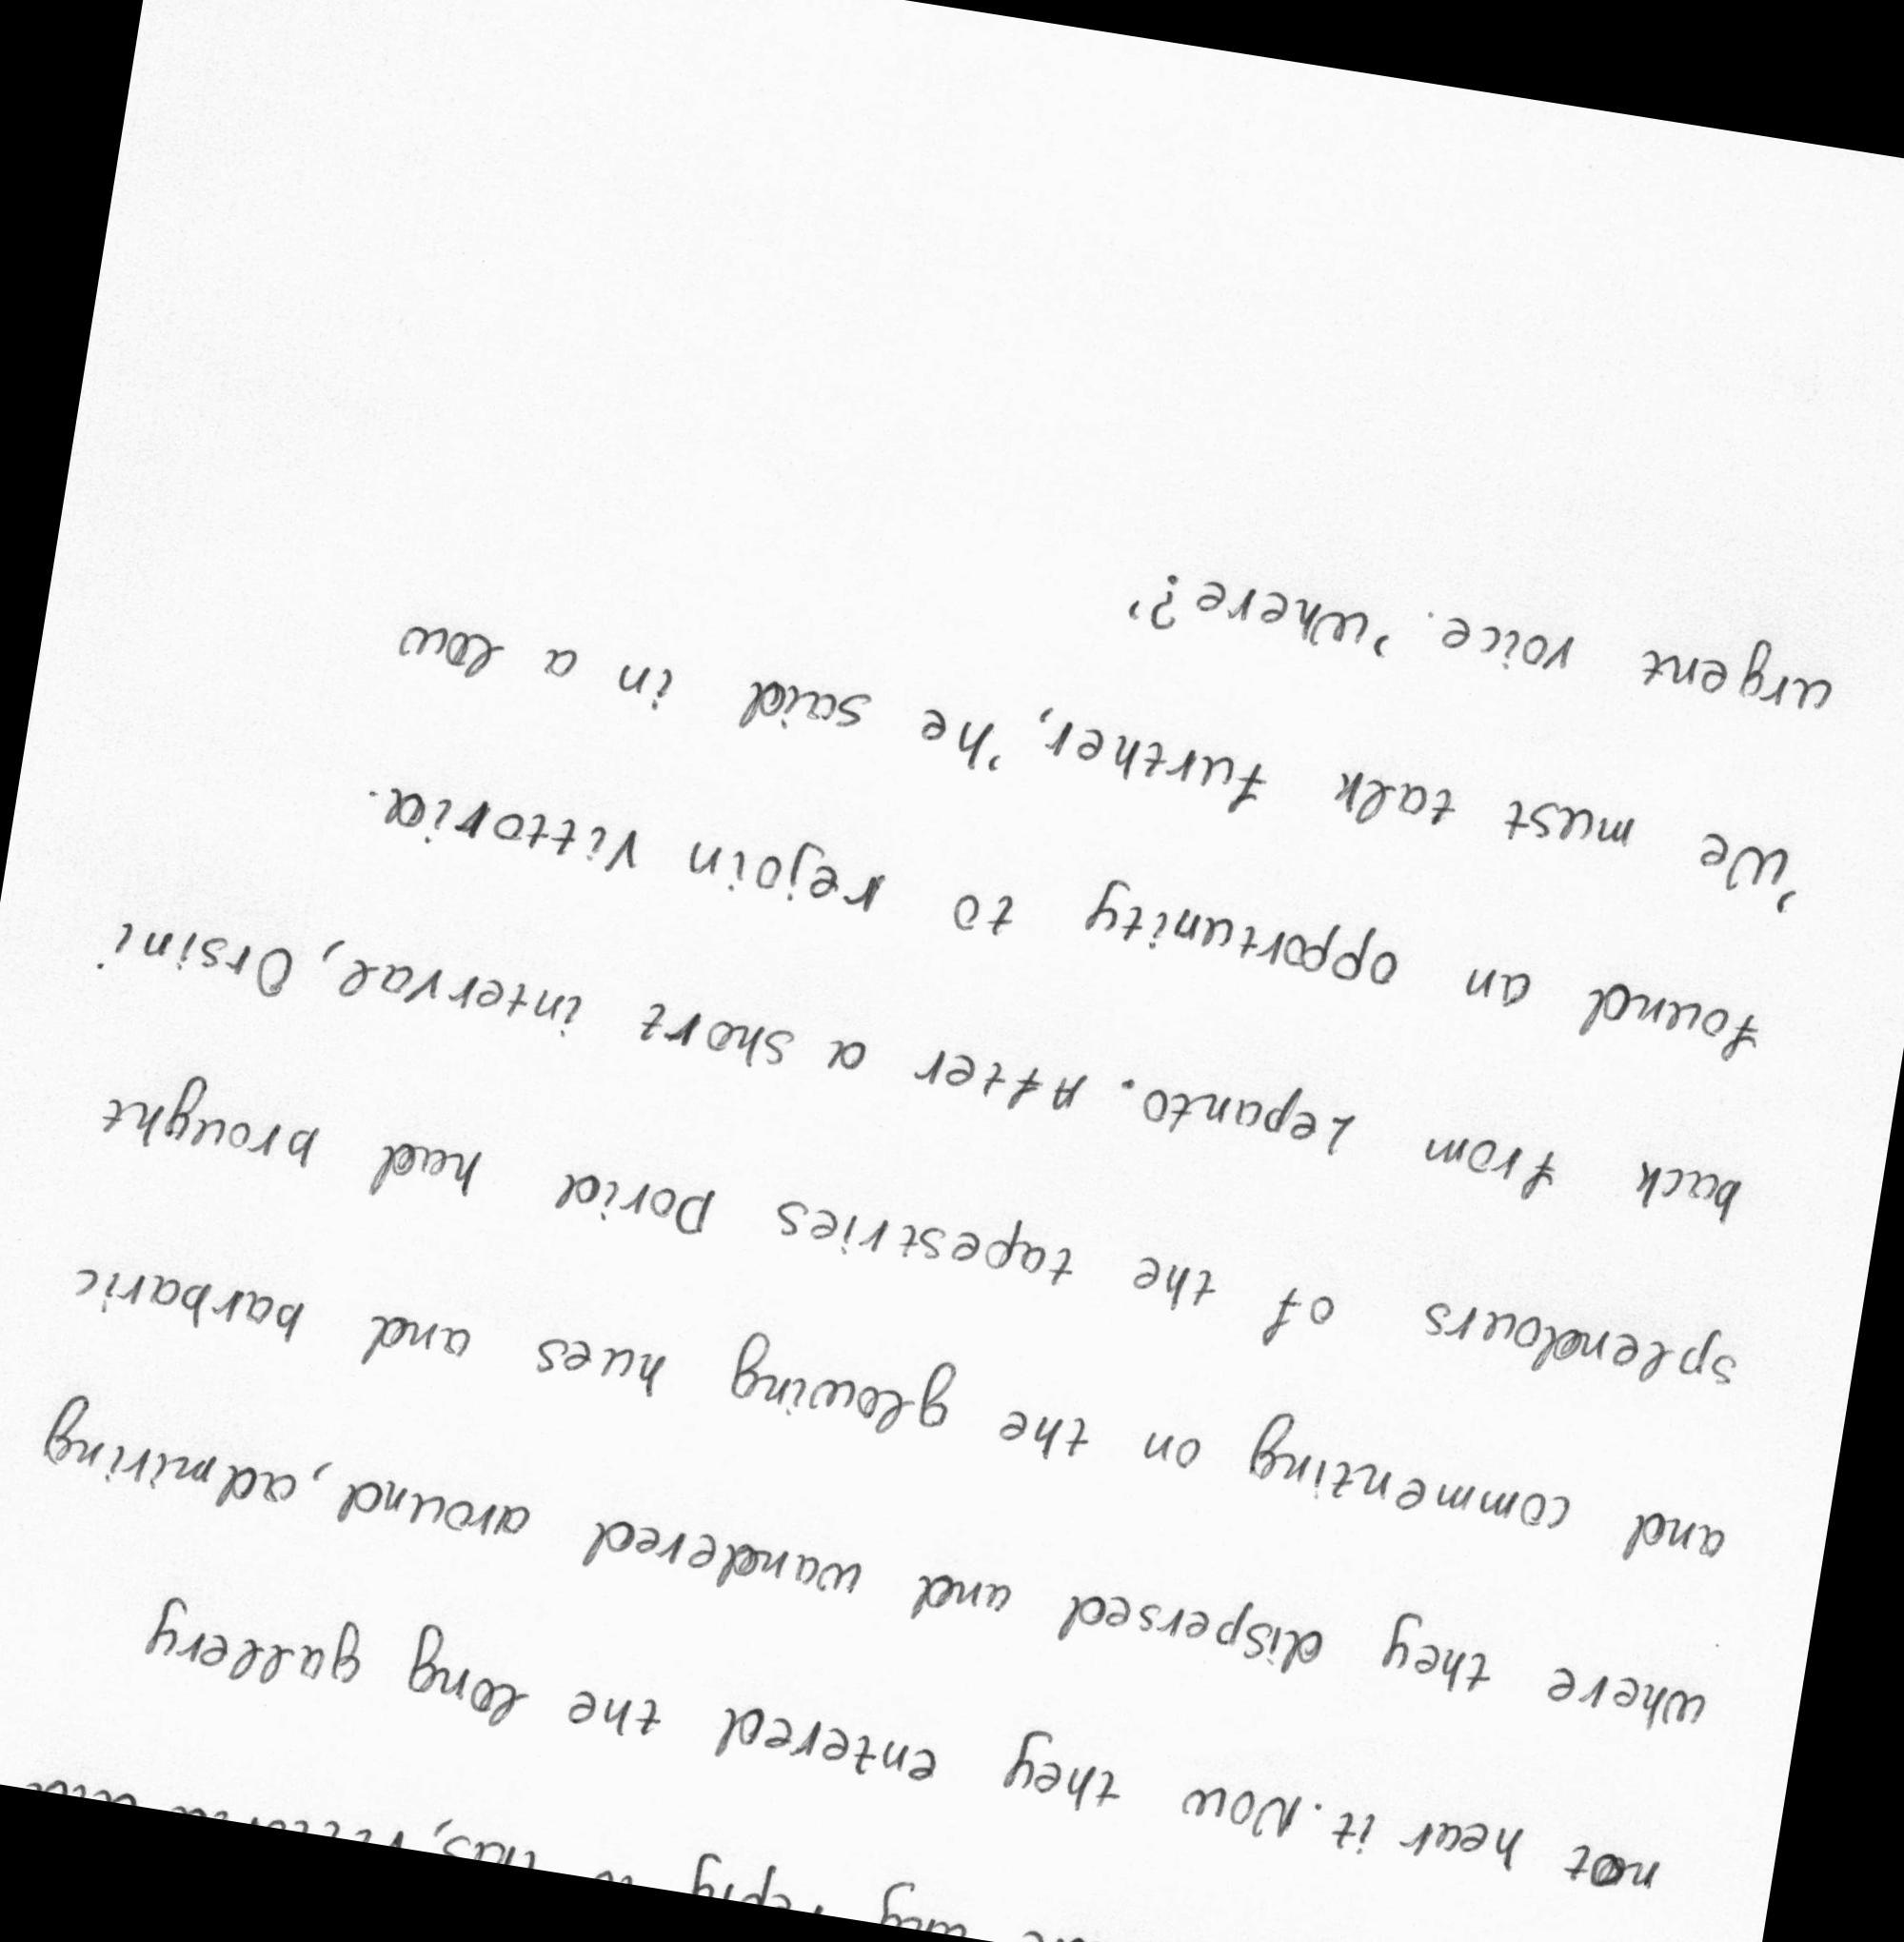 any reply to this, Vittoria did
not hear it. Now they entered the long gallery
where they dispersed and wandered around, admiring
and commenting on the glowing hues and barbaric
splendours of the tapestries Doria had brought
back from Lepanto. After a short interval, Orsini
found an opportunity to rejoin Vittoria.
'We must talk further,' he said in a low
urgent voice. 'Where?'